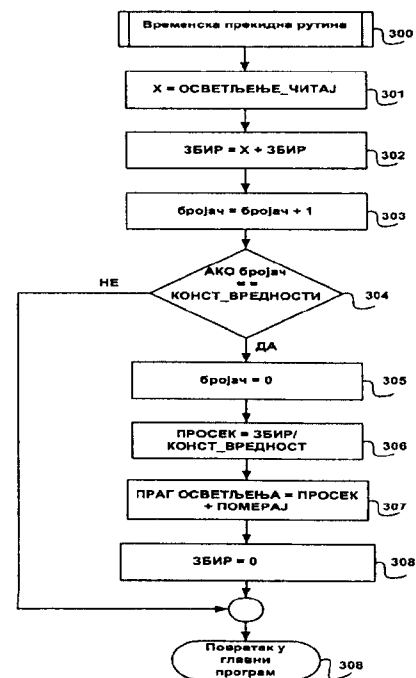 Временска прекидна рутина
300
X = ОСВЕТЉЕЊЕ_ЧИТАЈ
301
ЗБИР = X + ЗБИР
302
бројач = бројач + 1
303
АКО бројач
= =
КОНСТ_ВРЕДНОСТИ
304
НЕ
ДА
бројач = 0
305
ПРОСЕК = ЗБИР/
КОНСТ_ВРЕДНОСТ
306
ПРАГ ОСВЕТЉЕЊА = ПРОСЕК
+ ПОМЕРАЈ
307
ЗБИР = 0
308
Повратак у
главни
програм
308